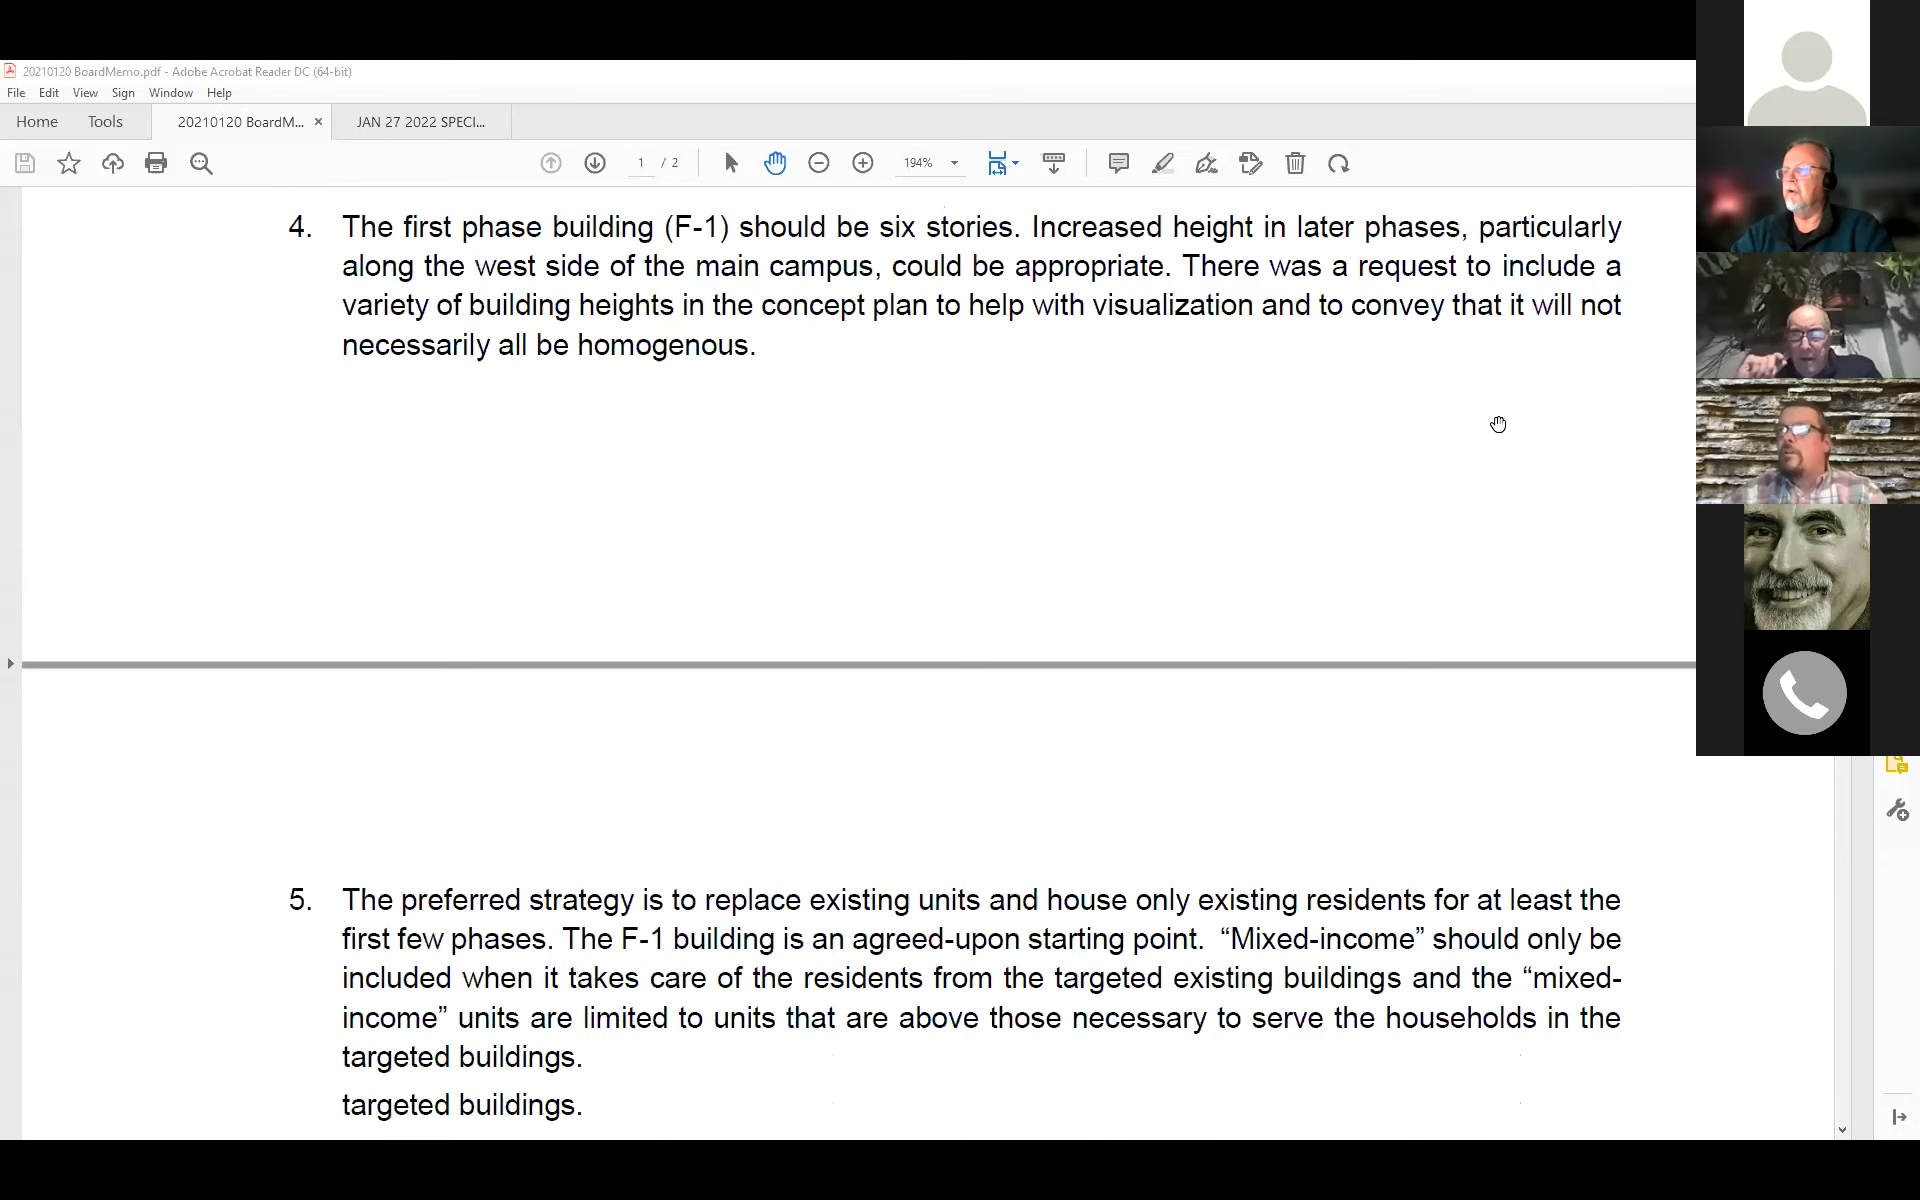 20210120 BoardMemo.pdf - Adobe Acrobat Reader DC (64-bit)
File Edit View Sign Window Help
Home Tools 20210120 BoardM... × JAN 27 2022 SPECI...
1 / 2 194%
4. The first phase building (F-1) should be six stories. Increased height in later phases, particularly
along the west side of the main campus, could be appropriate. There was a request to include a
variety of building heights in the concept plan to help with visualization and to convey that it will not
necessarily all be homogenous.
5. The preferred strategy is to replace existing units and house only existing residents for at least the
first few phases. The F-1 building is an agreed-upon starting point. “Mixed-income” should only be
included when it takes care of the residents from the targeted existing buildings and the “mixed-
income” units are limited to units that are above those necessary to serve the households in the
targeted buildings.
targeted buildings.